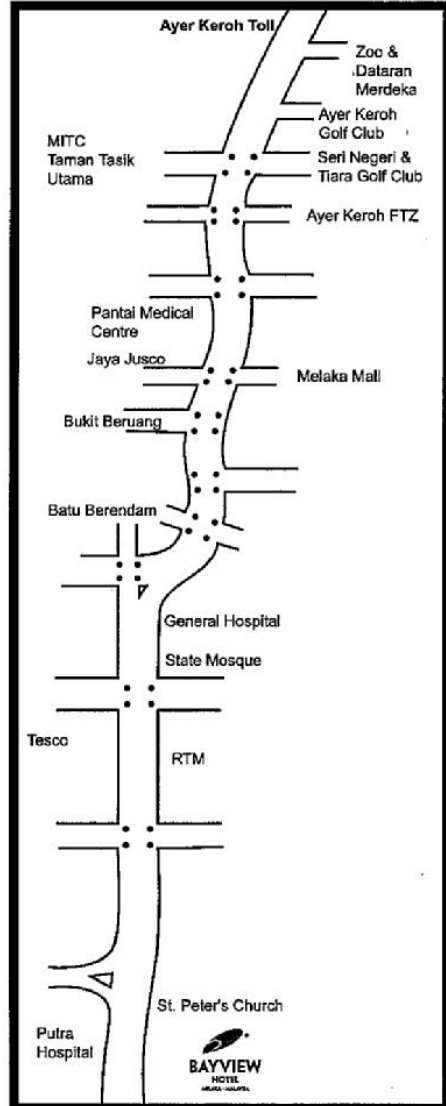 Ayer Keroh Toll
Zoo &
Dataran
Merdeka
Ayer Keroh
Golf Club
MITC
Taman Tasik
Utama
Seri Negeri &
Tiara Golf Club
Ayer Keroh FTZ
Pantai Medical
Centre
Jaya Jusco
Melaka Mall
Bukit Beruang
Batu Berendam
General Hospital
State Mosque
Tesco
RTM
St. Peter's Church
Putra
Hospital
BAYVIEW
HOTEL
MELAKA - MALAYSIA